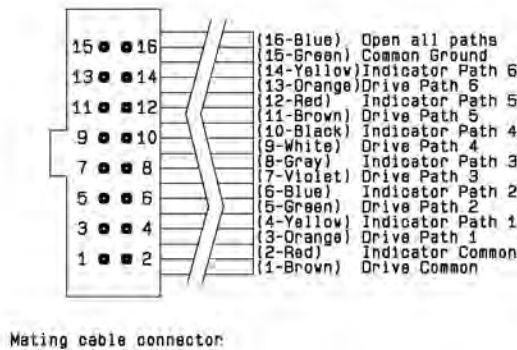 15 16
13 14
11 12
9 10
7 8
5 6
3 4
1 2
(16-Blue) Open all paths
(15-Green) Common Ground
(14-Yellow)Indicator Path 6
(13-Orange)Drive Path 6
(12-Red) Indicator Path 5
(11-Brown) Drive Path 5
(10-Black) Indicator Path 4
(9-White) Drive Path 4
(8-Gray) Indicator Path 3
(7-Violet) Drive Path 3
(6-Blue) Indicator Path 2
(5-Green) Drive Path 2
(4-Yellow) Indicator Path 1
(3-Orange) Drive Path 1
(2-Red) Indicator Common
(1-Brown) Drive Common
Mating cable connector